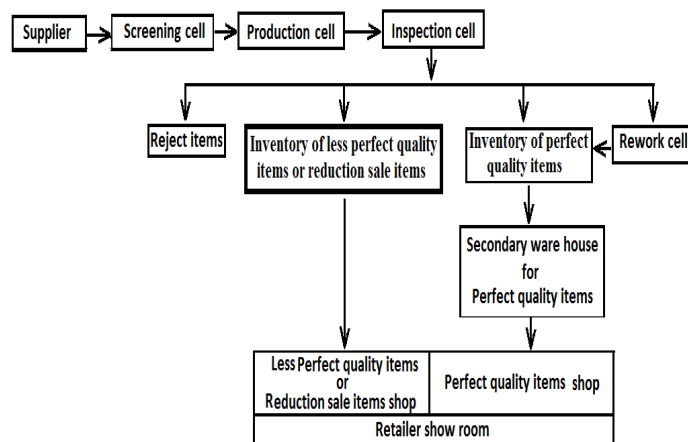 Supplier
Screening cell
Production cell
Inspection cell
Reject items
Inventory of less perfect quality
items or reduction sale items
Inventory of perfect
quality items
Rework cell
Secondary ware house
for
Perfect quality items
Less Perfect quality items
or
Reduction sale items shop
Perfect quality items shop
Retailer show room